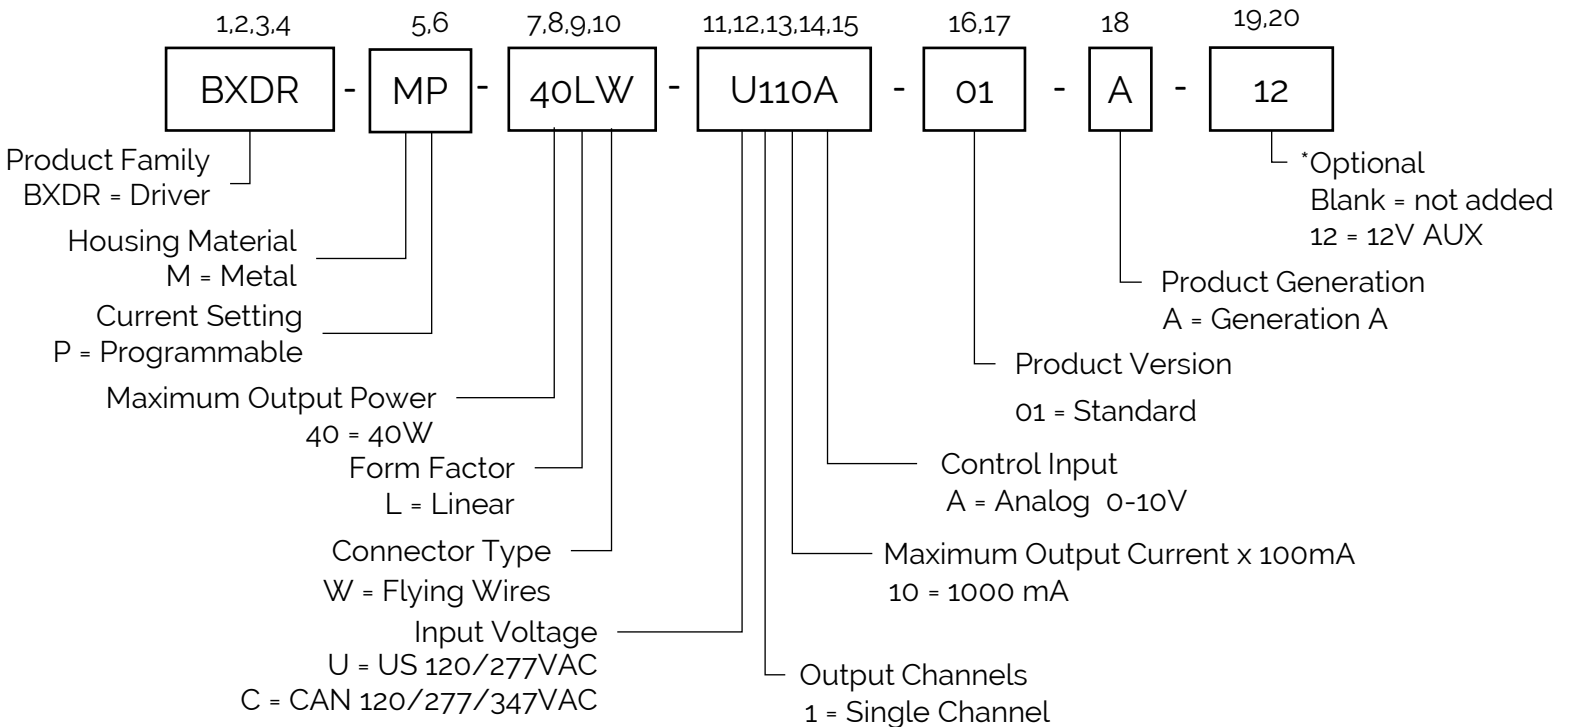 1,2,3,4 5,6 7,8,9,10 11,12,13,14,15 16,17 18 19,20
BXDR - MP - 40LW - U110A - 01 - A - 12
Product Family
BXDR = Driver
*Optional
Blank = not added
12 = 12V AUX
Housing Material
M = Metal
Product Generation
A = Generation A
Current Setting
P = Programmable
Product Version
01 = Standard
Maximum Output Power
40 = 40W
Form Factor
L = Linear
Control Input
A = Analog 0-10V
Connector Type
W = Flying Wires
Maximum Output Current x 100mA
10 = 1000 mA
Input Voltage
U = US 120/277VAC
C = CAN 120/277/347VAC
Output Channels
1 = Single Channel